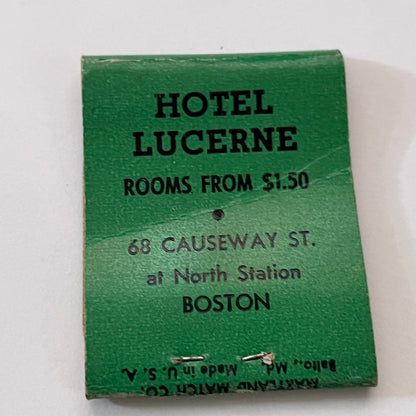 HOTEL
LUCERNE
ROOMS FROM $1.50
68 CAUSEWAY ST.
at North Station
BOSTON
MARYLAND MATCH CO.
Balto., Md. Made in U. S. A.